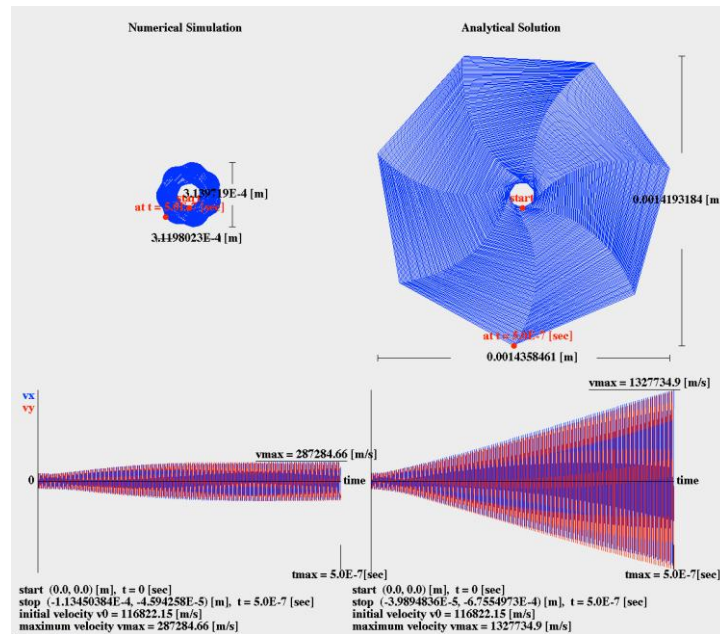 Numerical Simulation
Analytical Solution
3.139719E-4 [m]
start
3.1198023E-4 [m]
start
0.0014193184 [m]
at t = 5.0E-7 [sec]
0.0014358461 [m]
vx
vy
0
vmax = 287284.66 [m/s]
time
tmax = 5.0E-7[sec]
vmax = 1327734.9 [m/s]
time
tmax = 5.0E-7[sec]
start (0.0, 0.0) [m], t = 0 [sec]
stop (-1.13450384E-4, -4.594258E-5) [m], t = 5.0E-7 [sec]
initial velocity v0 = 116822.15 [m/s]
maximum velocity vmax = 287284.66 [m/s]
start (0.0, 0.0) [m], t = 0 [sec]
stop (-3.9894836E-5, -6.7554973E-4) [m], t = 5.0E-7 [sec]
initial velocity v0 = 116822.15 [m/s]
maximum velocity vmax = 1327734.9 [m/s]